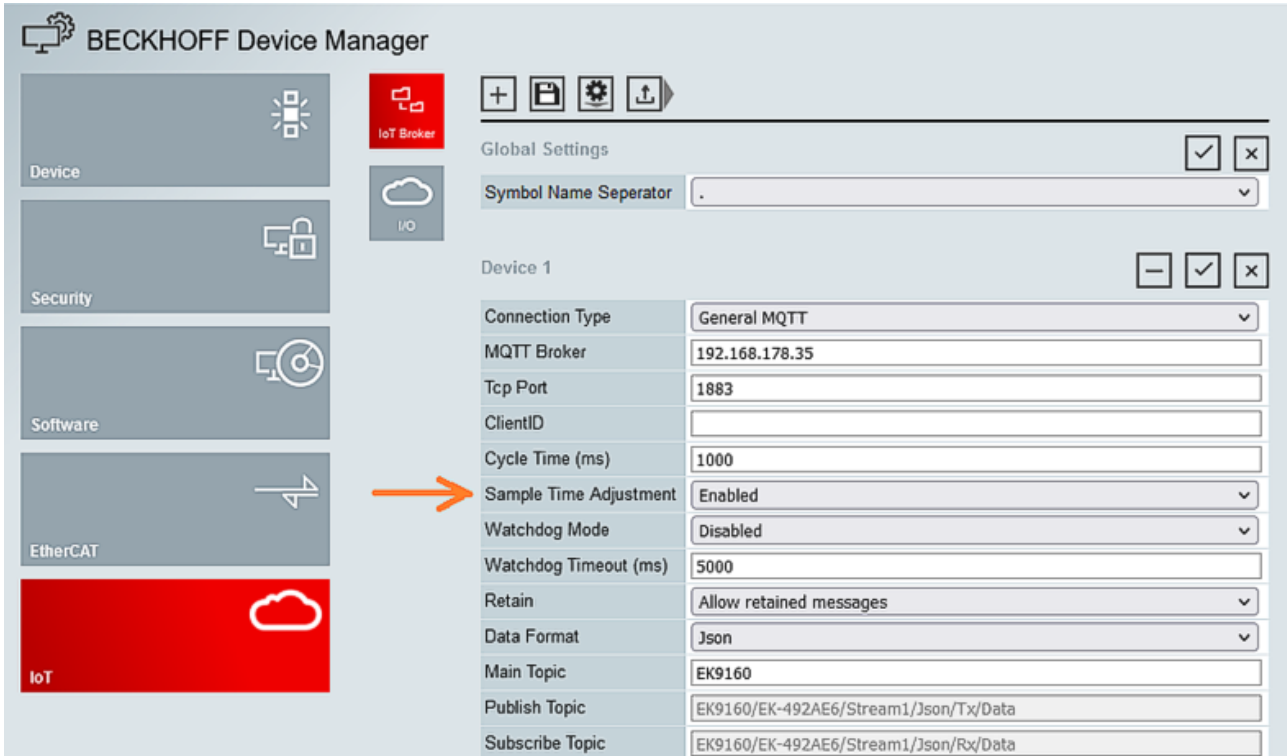 BECKHOFF Device Manager
Device
Security
Software
EtherCAT
IoT
IoT Broker
I/O
Global Settings
Symbol Name Seperator .
Device 1
Connection Type General MQTT
MQTT Broker 192.168.178.35
Tcp Port 1883
ClientID
Cycle Time (ms) 1000
Sample Time Adjustment Enabled
Watchdog Mode Disabled
Watchdog Timeout (ms) 5000
Retain Allow retained messages
Data Format Json
Main Topic EK9160
Publish Topic EK9160/EK-492AE6/Stream1/Json/Tx/Data
Subscribe Topic EK9160/EK-492AE6/Stream1/Json/Rx/Data